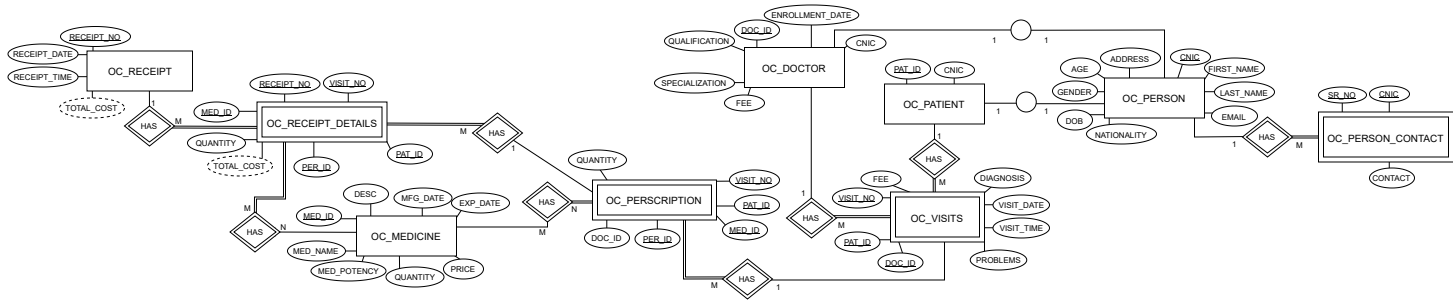 RECEIPT_NO
RECEIPT_DATE
RECEIPT_TIME
OC_RECEIPT
TOTAL_COST
1
HAS
M
RECEIPT_NO
VISIT_NO
MED_ID
OC_RECEIPT_DETAILS
QUANTITY
TOTAL_COST
PER_ID
PAT_ID
M
HAS
1
M
HAS
N
DESC
MFG_DATE
EXP_DATE
MED_ID
OC_MEDICINE
MED_NAME
MED_POTENCY
QUANTITY
PRICE
M
HAS
N
QUANTITY
OC_PERSCRIPTION
VISIT_NO
PAT_ID
MED_ID
DOC_ID
PER_ID
M
HAS
1
ENROLLMENT_DATE
DOC_ID
QUALIFICATION
CNIC
OC_DOCTOR
SPECIALIZATION
FEE
1
HAS
M
1
1
PAT_ID
CNIC
OC_PATIENT
1
1
1
HAS
M
FEE
DIAGNOSIS
VISIT_NO
VISIT_DATE
OC_VISITS
VISIT_TIME
PAT_ID
DOC_ID
PROBLEMS
ADDRESS
CNIC
AGE
FIRST_NAME
GENDER
OC_PERSON
LAST_NAME
DOB
EMAIL
NATIONALITY
1
HAS
M
SR_NO
CNIC
OC_PERSON_CONTACT
CONTACT